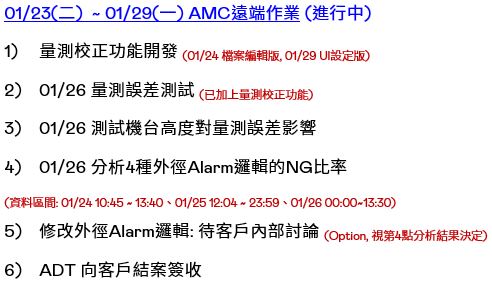 01/23(二) ~ 01/29(一) AMC遠端作業 (進行中)
1) 量測校正功能開發 (01/24 檔案編輯版, 01/29 UI設定版)
2) 01/26 量測誤差測試 (已加上量測校正功能)
3) 01/26 測試機台高度對量測誤差影響
4) 01/26 分析4種外徑Alarm邏輯的NG比率
(資料區間: 01/24 10:45 ~ 13:40、01/25 12:04 ~ 23:59、01/26 00:00~13:30)
5) 修改外徑Alarm邏輯: 待客戶內部討論 (Option, 視第4點分析結果決定)
6) ADT 向客戶結案簽收